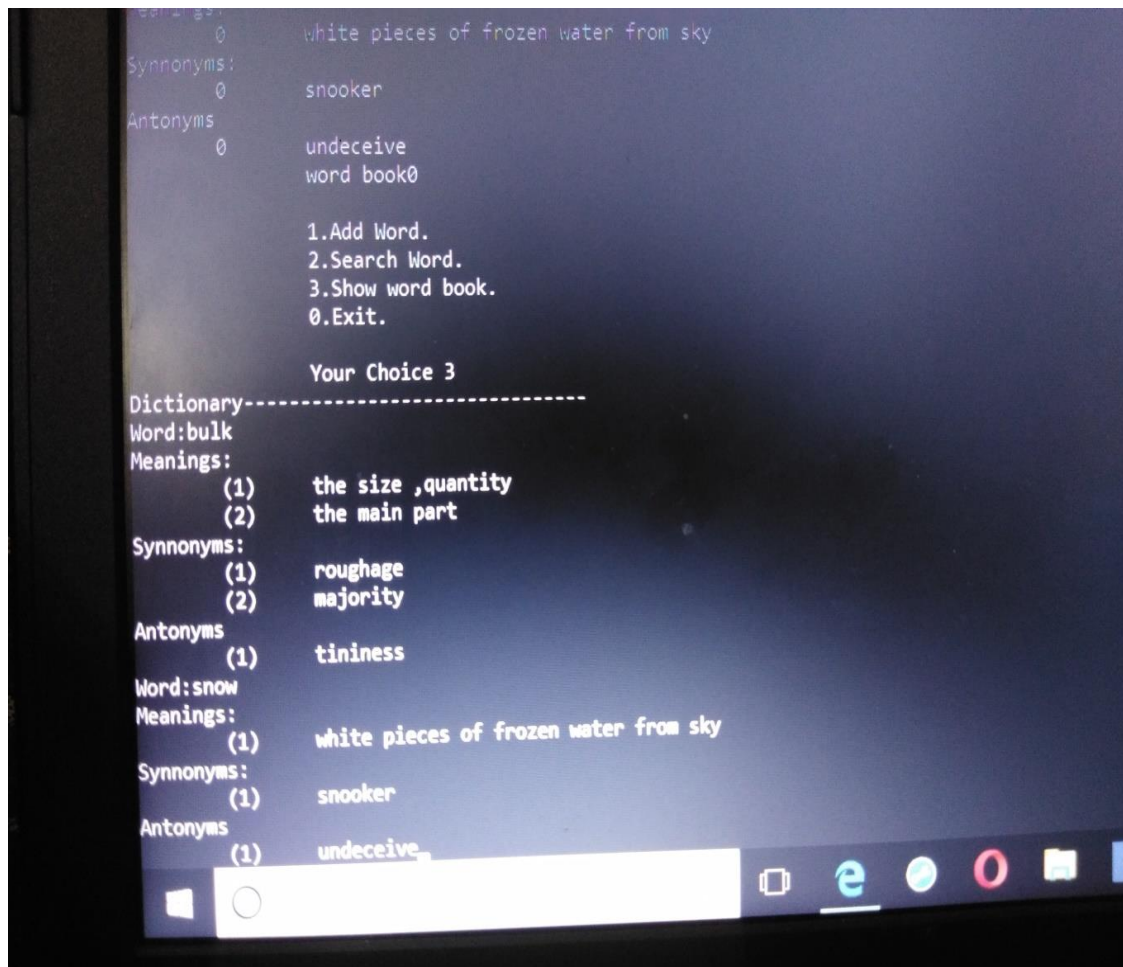 Meanings:
0 white pieces of frozen water from sky
Synnonyms:
0 snooker
Antonyms
0 undeceive
word book0
1.Add Word.
2.Search Word.
3.Show word book.
0.Exit.
Your Choice 3
Dictionary-------------------------------
Word:bulk
Meanings:
(1) the size ,quantity
(2) the main part
Synnonyms:
(1) roughage
(2) majority
Antonyms
(1) tininess
Word:snow
Meanings:
(1) white pieces of frozen water from sky
Synnonyms:
(1) snooker
Antonyms
(1) undeceive_